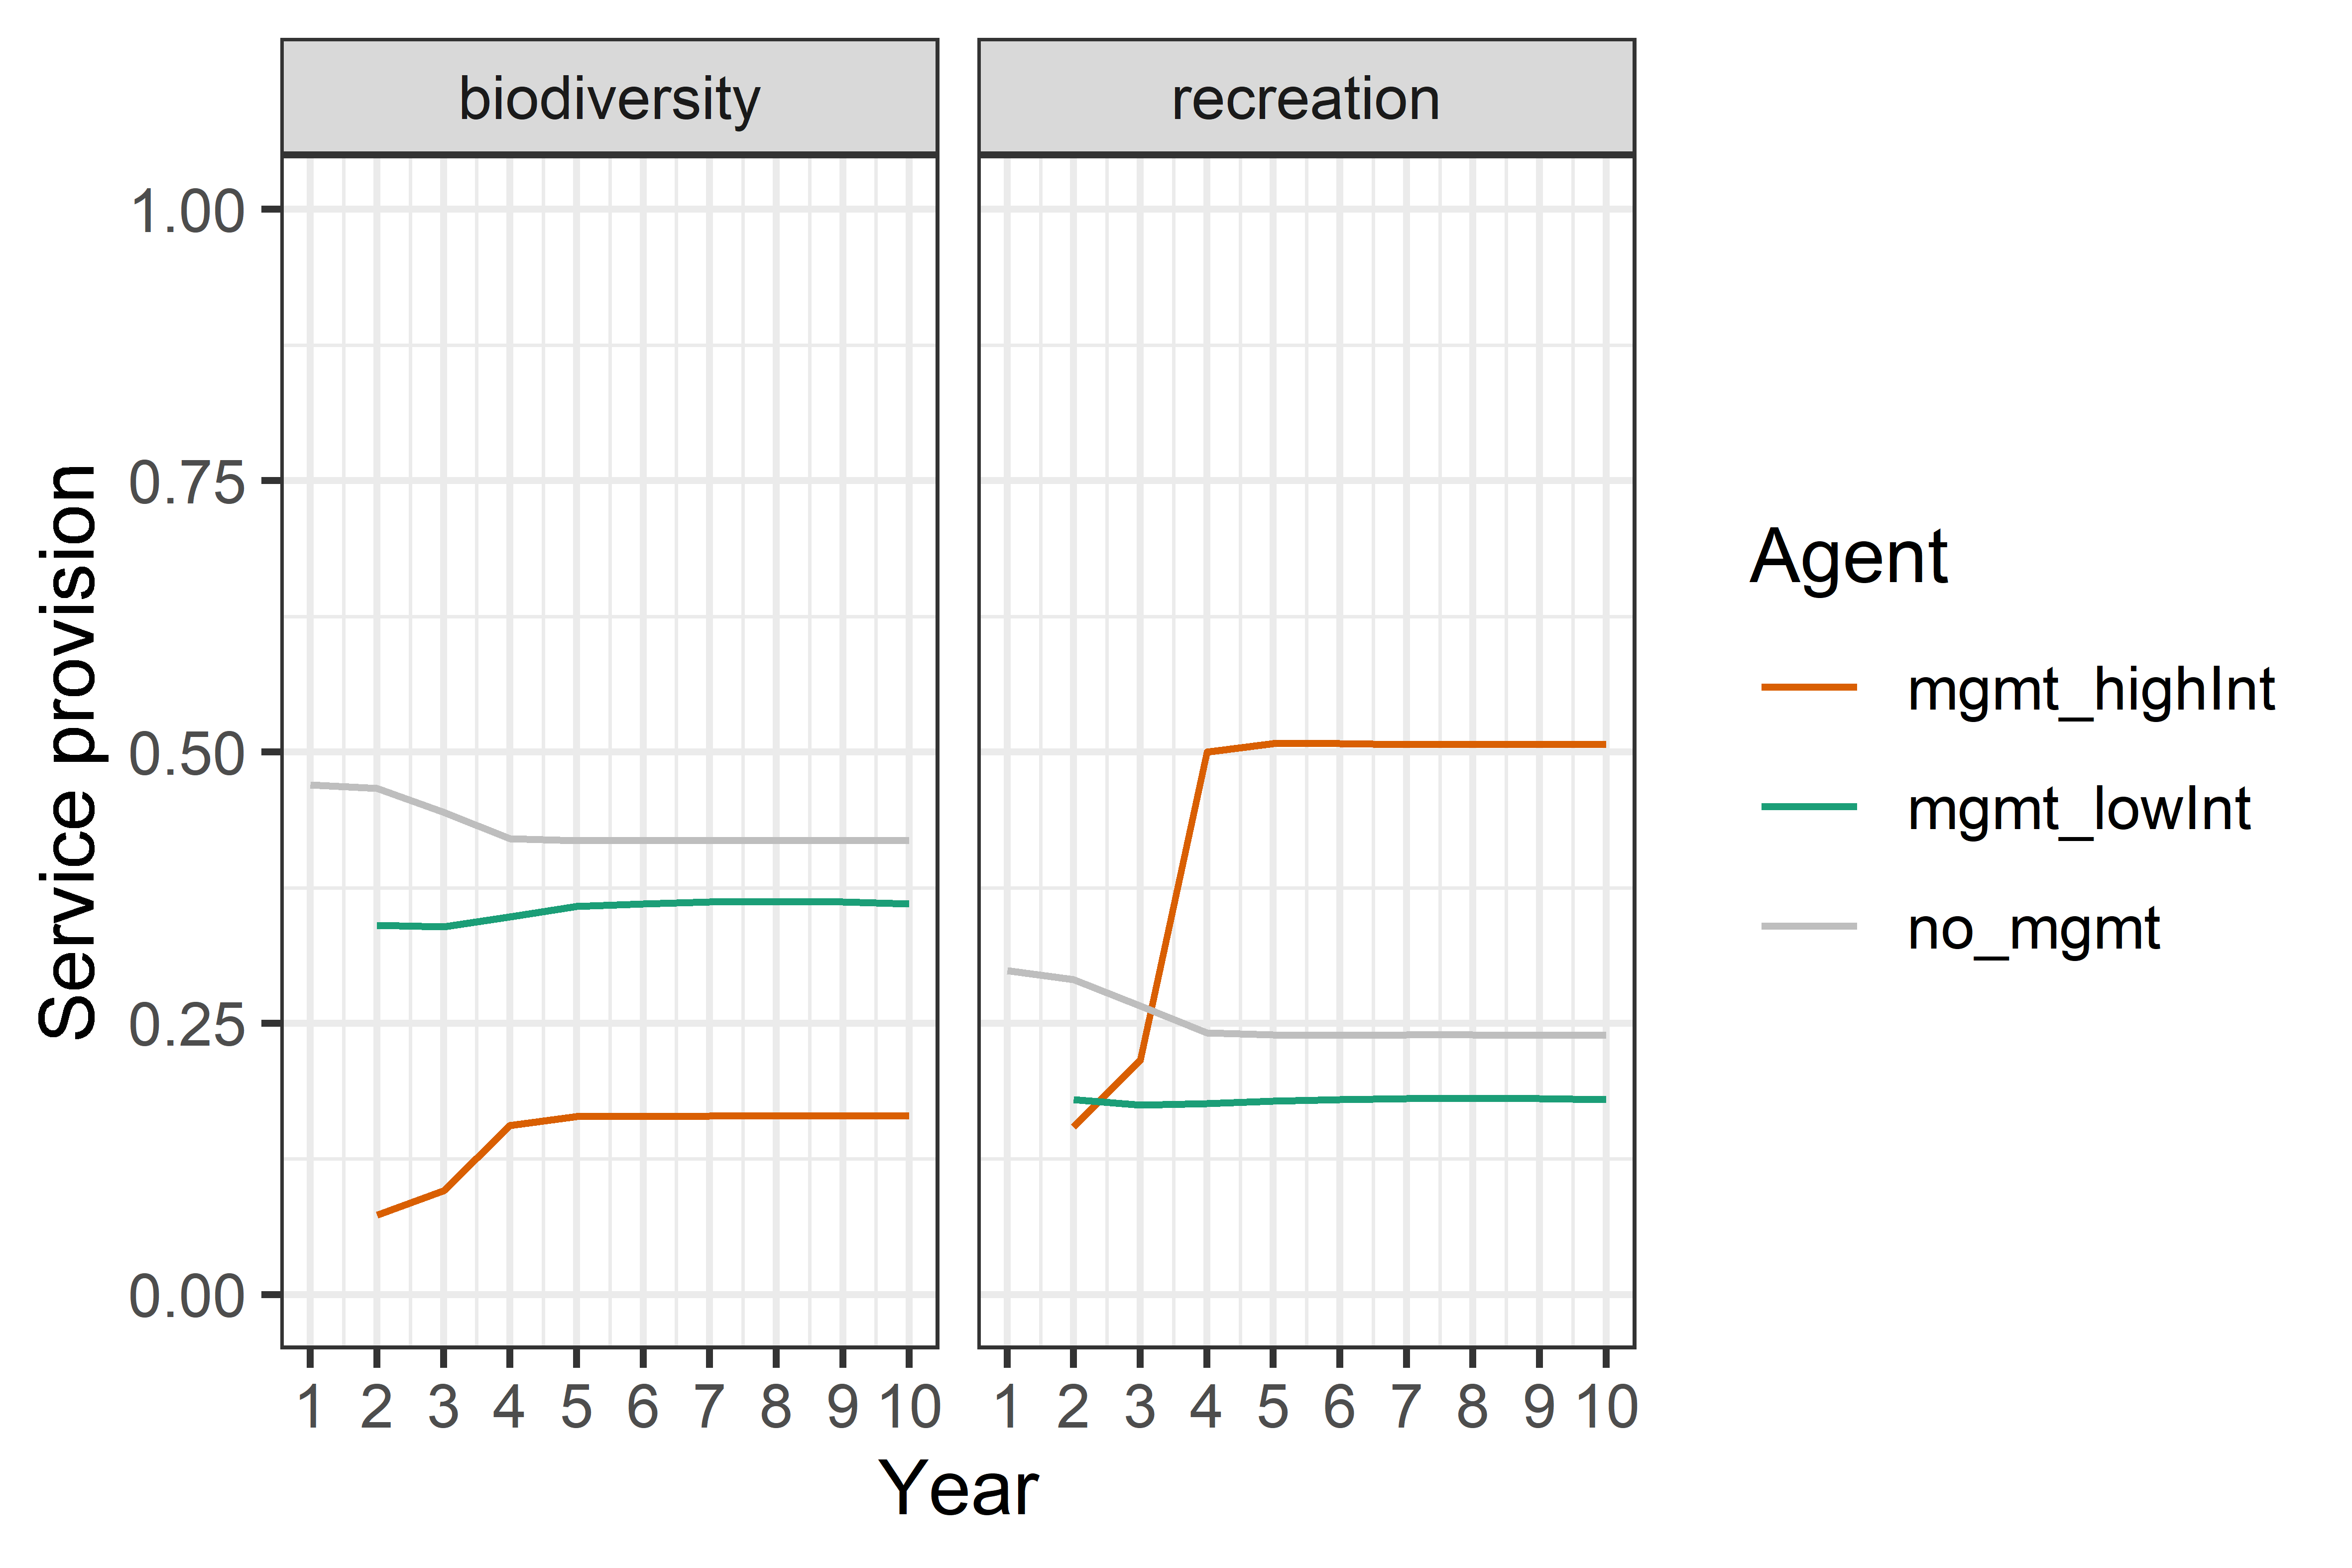 biodiversity
recreation
1.00
0.75
0.50
0.25
0.00
Service provision
1 2 3 4 5 6 7 8 9 10
1 2 3 4 5 6 7 8 9 10
Year
Agent
mgmt_highInt
mgmt_lowInt
no_mgmt